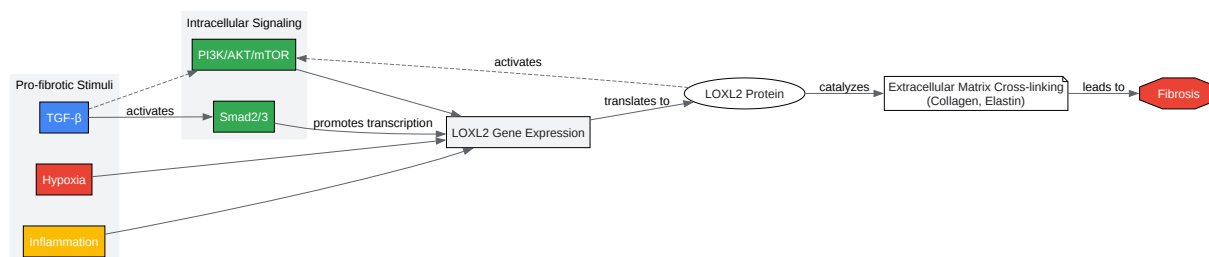 Intracellular Signaling
PI3K/AKT/mTOR
activates
Pro-fibrotic Stimuli
LOXL2 Protein
catalyzes
Extracellular Matrix Cross-linking
(Collagen, Elastin)
leads to
Fibrosis
translates to
TGF-β
activates
Smad2/3
promotes transcription
LOXL2 Gene Expression
Hypoxia
Inflammation